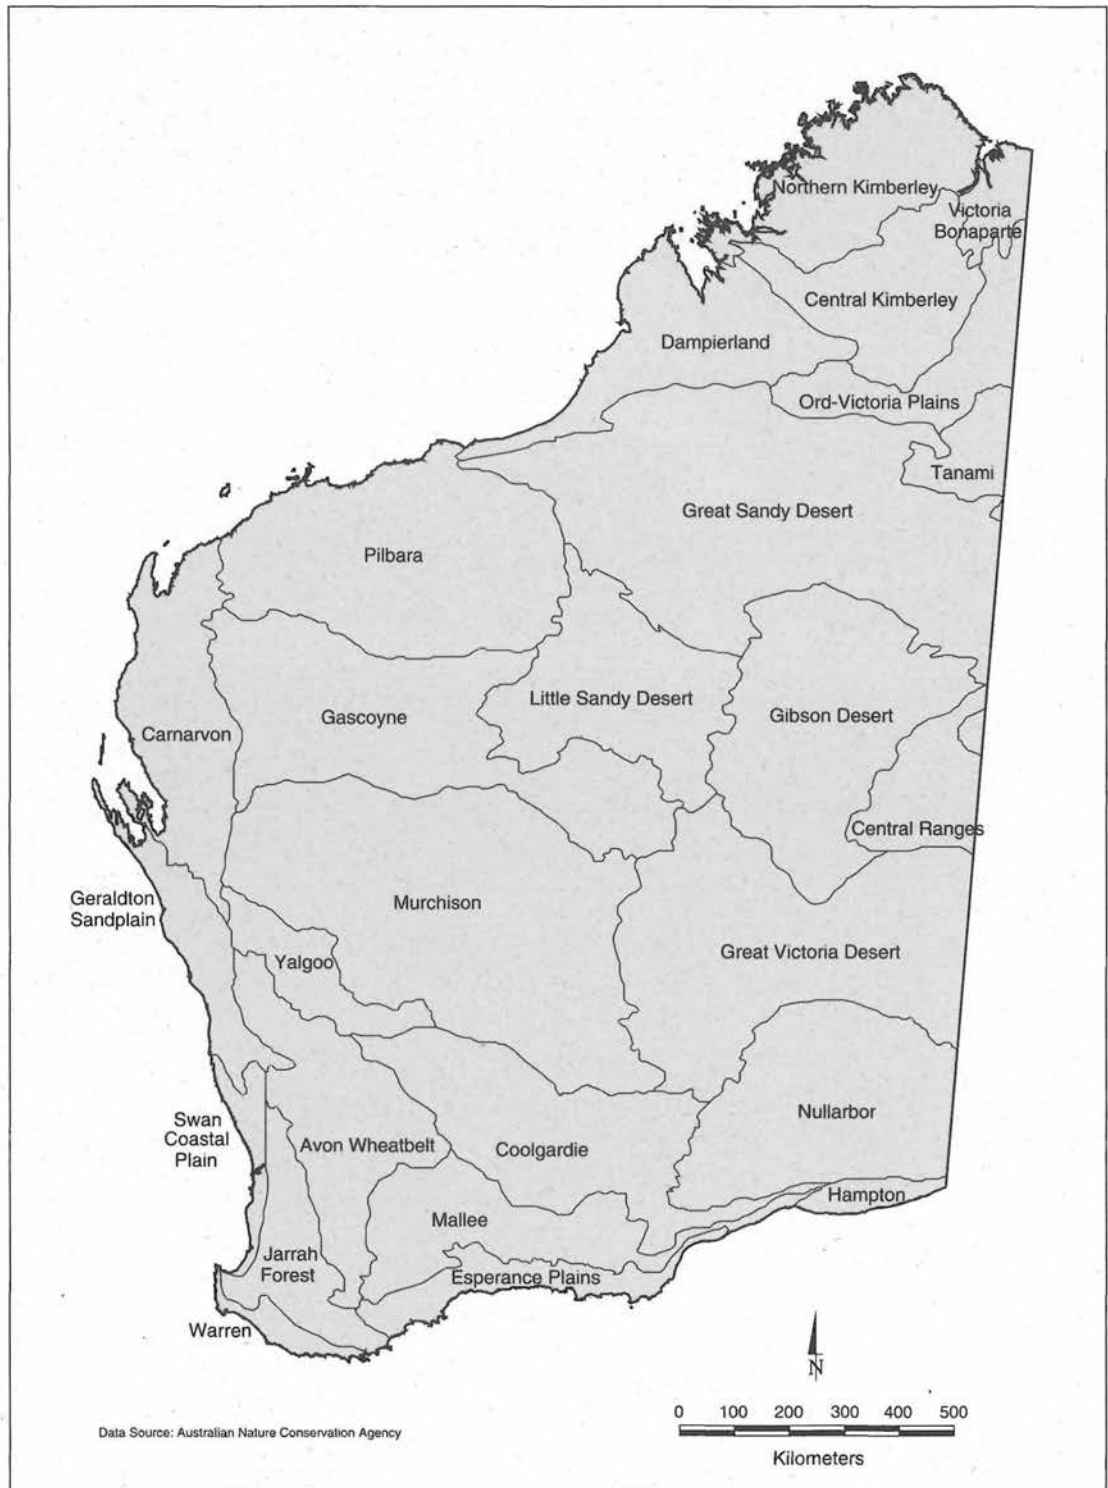 Northern Kimberley
Victoria
Bonaparte
Central Kimberley
Dampierland
Ord-Victoria Plains
Tanami
Great Sandy Desert
Pilbara
Little Sandy Desert
Gibson Desert
Gascoyne
Carnarvon
Central Ranges
Geraldton
Sandplain
Murchison
Great Victoria Desert
Yalgoo
Nullarbor
Swan
Coastal
Plain
Avon Wheatbelt
Coolgardie
Hampton
Mallee
Jarrah
Forest
Esperance Plains
Warren
N
0 100 200 300 400 500
Kilometers
Data Source: Australian Nature Conservation Agency